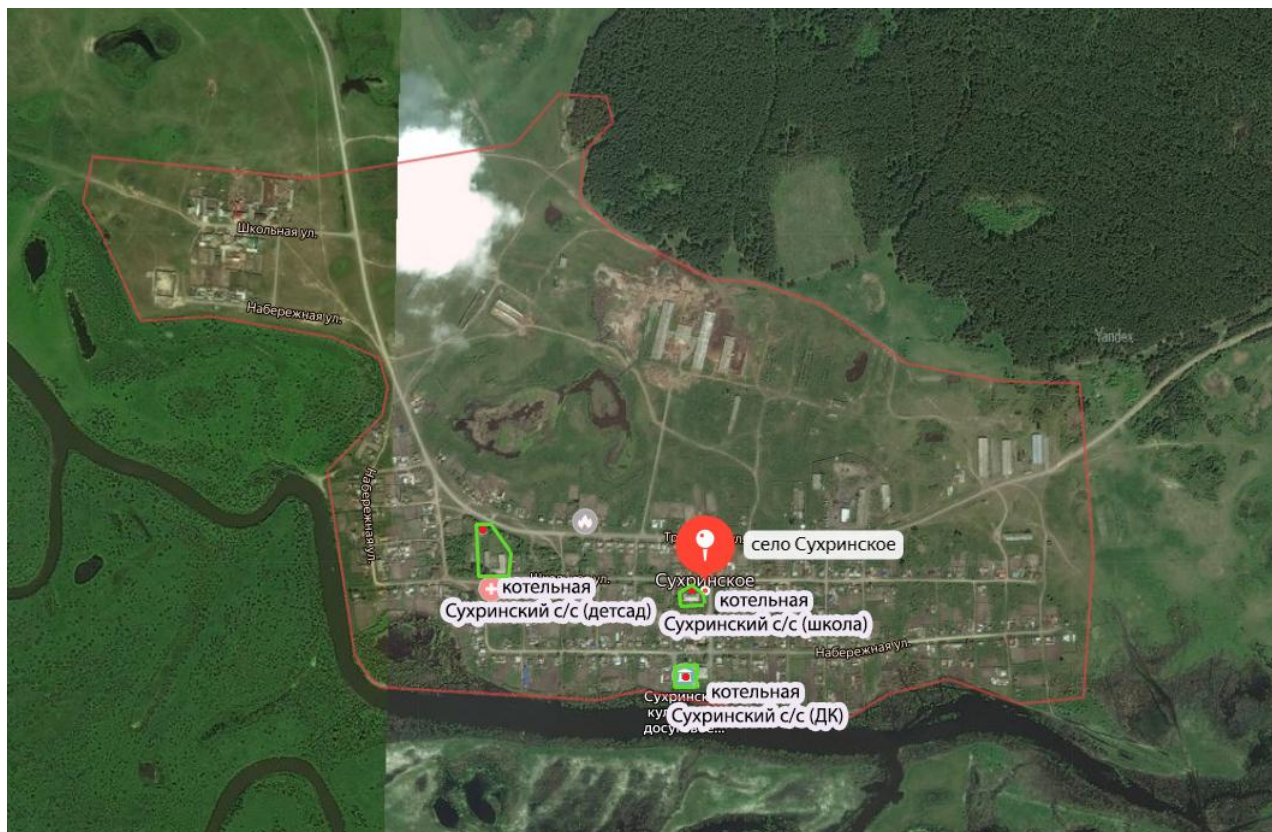 Школьная ул.
Набережная ул.
Yandex
Набережная ул.
село Сухринское
Сухринское
котельная
Сухринский с/с (детсад)
котельная
Сухринский с/с (школа)
Набережная ул.
котельная
Сухринский с/с (ДК)